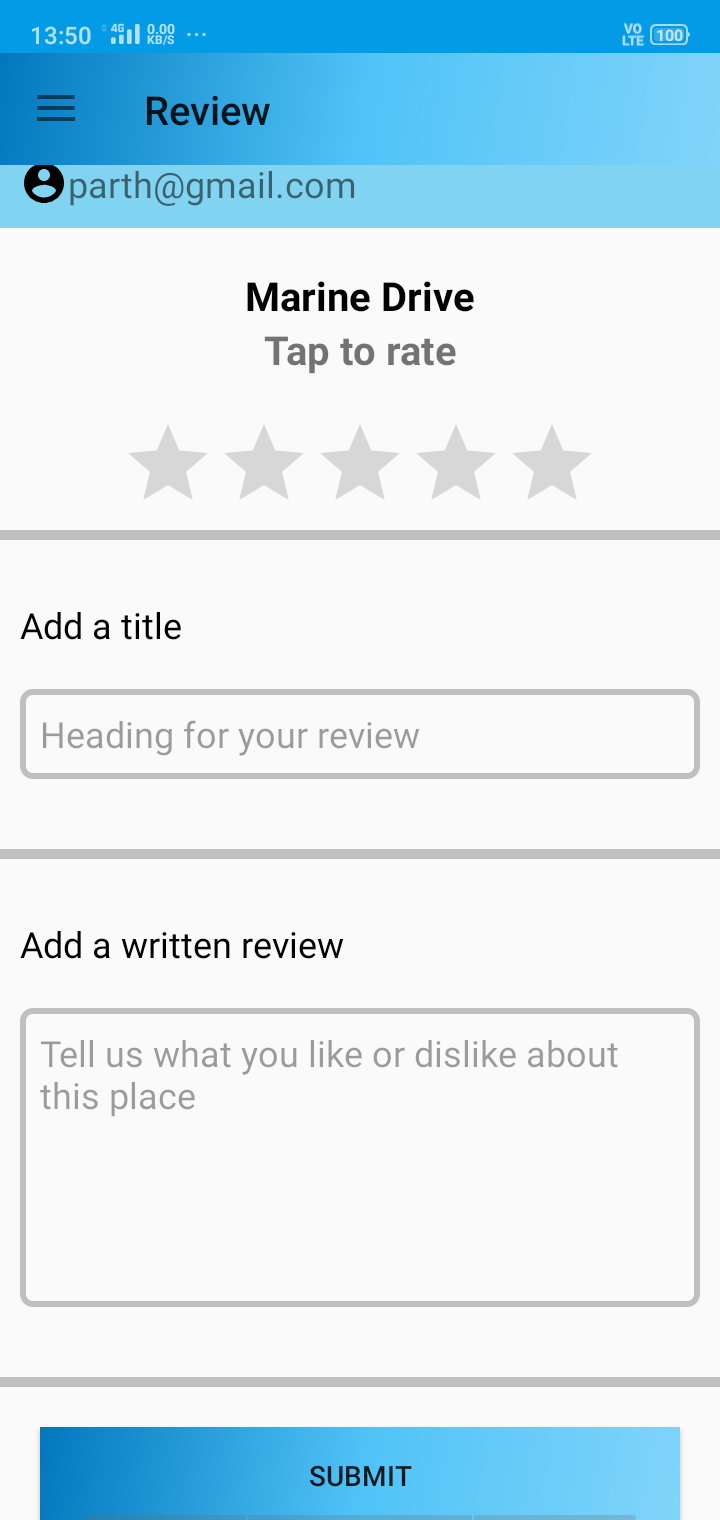 13:50 4G 0.00 KB/S ... VO LTE 100
Review
parth@gmail.com
Marine Drive
Tap to rate
Add a title
Heading for your review
Add a written review
Tell us what you like or dislike about
this place
SUBMIT